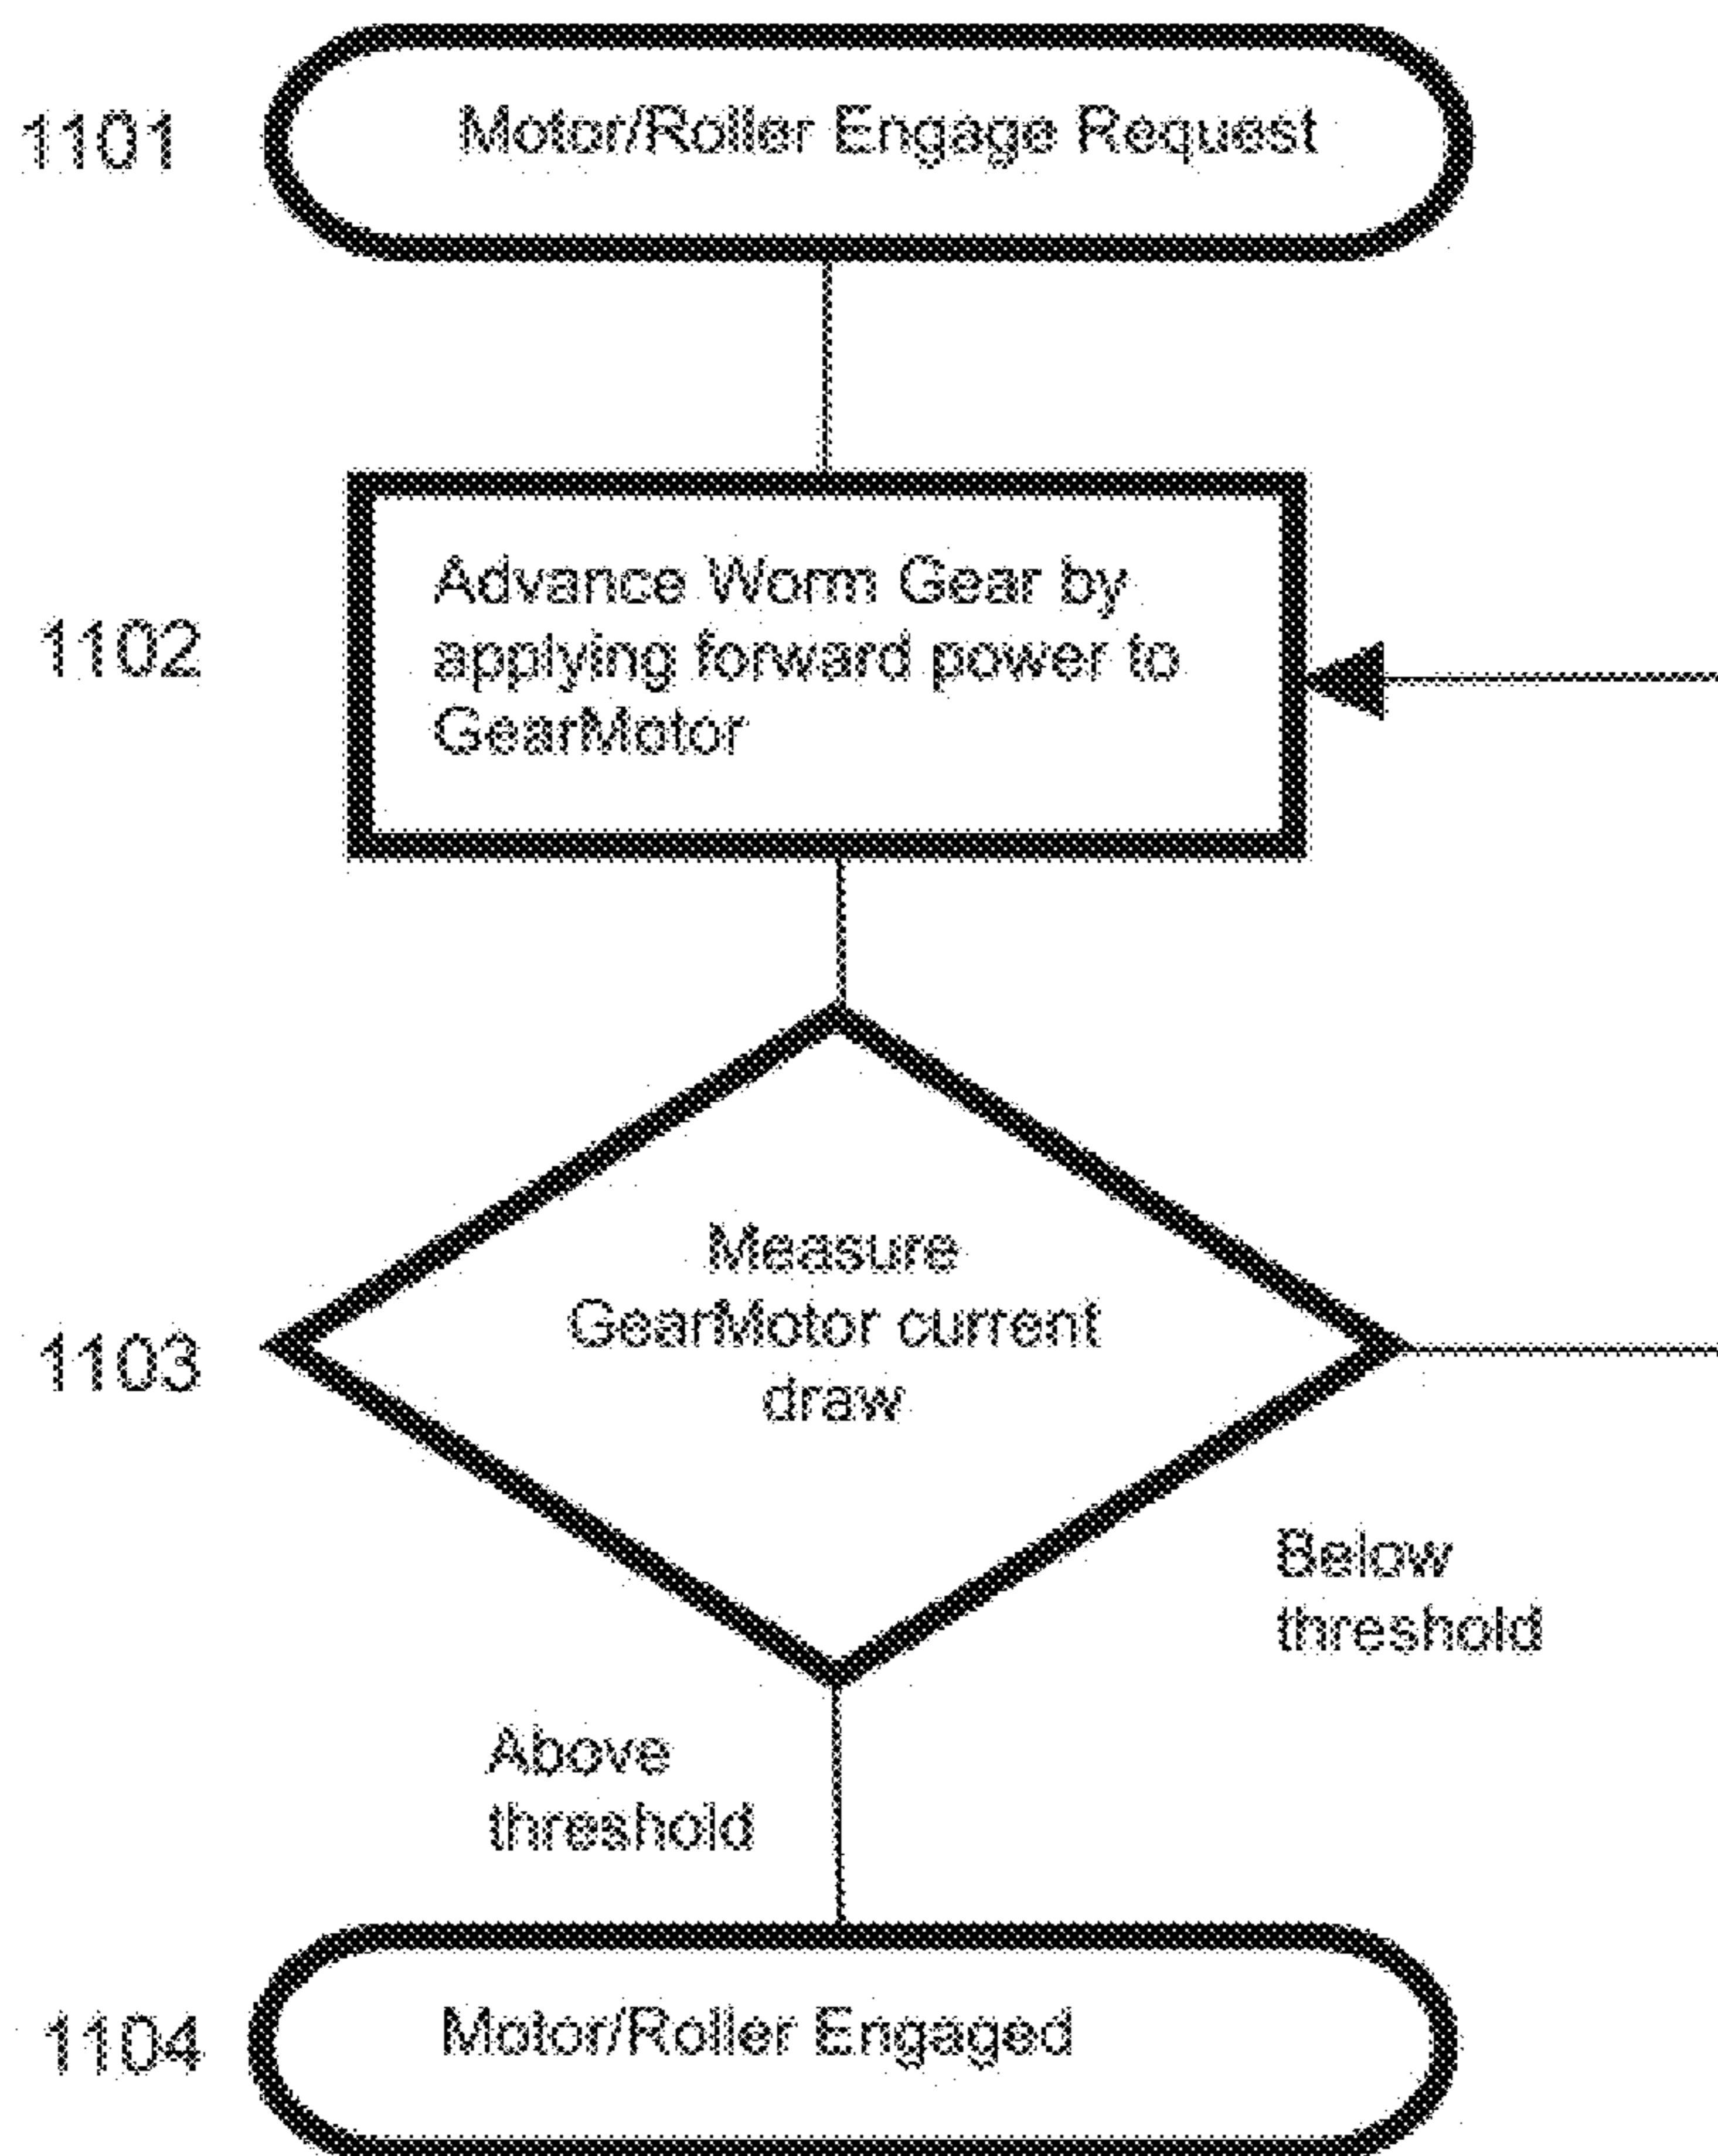 1101
Motor/Roller Engage Request
1102
Advance Worm Gear by
applying forward power to
GearMotor
1103
Measure
GearMotor current
draw
Below
threshold
Above
threshold
1104
Motor/Roller Engaged